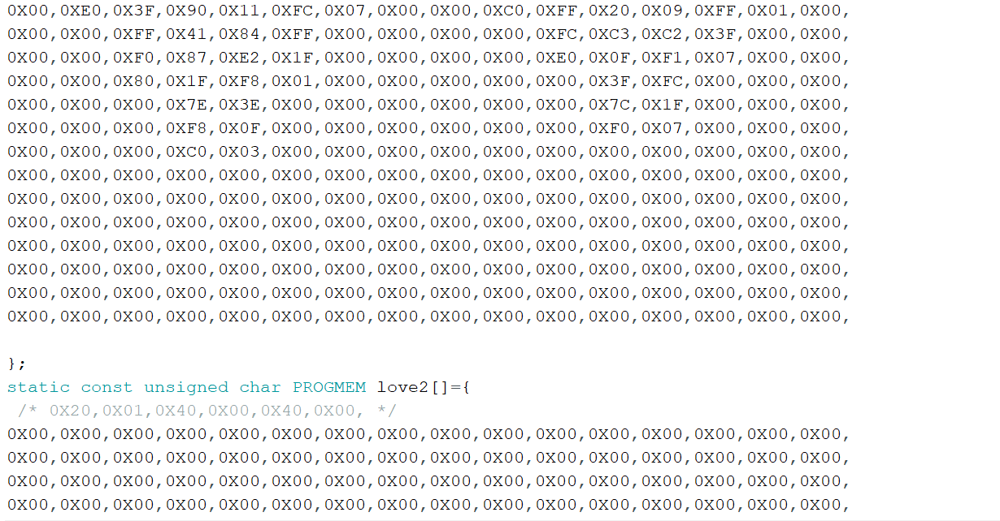 0X00,0XE0,0X3F,0X90,0X11,0XFC,0X07,0X00,0X00,0XC0,0XFF,0X20,0X09,0XFF,0X01,0X00,
0X00,0X00,0XFF,0X41,0X84,0XFF,0X00,0X00,0X00,0X00,0XFC,0XC3,0XC2,0X3F,0X00,0X00,
0X00,0X00,0XF0,0X87,0XE2,0X1F,0X00,0X00,0X00,0X00,0XE0,0X0F,0XF1,0X07,0X00,0X00,
0X00,0X00,0X80,0X1F,0XF8,0X01,0X00,0X00,0X00,0X00,0X00,0X3F,0XFC,0X00,0X00,0X00,
0X00,0X00,0X00,0X7E,0X3E,0X00,0X00,0X00,0X00,0X00,0X00,0X7C,0X1F,0X00,0X00,0X00,
0X00,0X00,0X00,0XF8,0X0F,0X00,0X00,0X00,0X00,0X00,0X00,0XF0,0X07,0X00,0X00,0X00,
0X00,0X00,0X00,0XC0,0X03,0X00,0X00,0X00,0X00,0X00,0X00,0X00,0X00,0X00,0X00,0X00,
0X00,0X00,0X00,0X00,0X00,0X00,0X00,0X00,0X00,0X00,0X00,0X00,0X00,0X00,0X00,0X00,
0X00,0X00,0X00,0X00,0X00,0X00,0X00,0X00,0X00,0X00,0X00,0X00,0X00,0X00,0X00,0X00,
0X00,0X00,0X00,0X00,0X00,0X00,0X00,0X00,0X00,0X00,0X00,0X00,0X00,0X00,0X00,0X00,
0X00,0X00,0X00,0X00,0X00,0X00,0X00,0X00,0X00,0X00,0X00,0X00,0X00,0X00,0X00,0X00,
0X00,0X00,0X00,0X00,0X00,0X00,0X00,0X00,0X00,0X00,0X00,0X00,0X00,0X00,0X00,0X00,
0X00,0X00,0X00,0X00,0X00,0X00,0X00,0X00,0X00,0X00,0X00,0X00,0X00,0X00,0X00,0X00,
0X00,0X00,0X00,0X00,0X00,0X00,0X00,0X00,0X00,0X00,0X00,0X00,0X00,0X00,0X00,0X00,
};
static const unsigned char PROGMEM love2[]={
/* 0X20,0X01,0X40,0X00,0X40,0X00, */
0X00,0X00,0X00,0X00,0X00,0X00,0X00,0X00,0X00,0X00,0X00,0X00,0X00,0X00,0X00,0X00,
0X00,0X00,0X00,0X00,0X00,0X00,0X00,0X00,0X00,0X00,0X00,0X00,0X00,0X00,0X00,0X00,
0X00,0X00,0X00,0X00,0X00,0X00,0X00,0X00,0X00,0X00,0X00,0X00,0X00,0X00,0X00,0X00,
0X00,0X00,0X00,0X00,0X00,0X00,0X00,0X00,0X00,0X00,0X00,0X00,0X00,0X00,0X00,0X00,